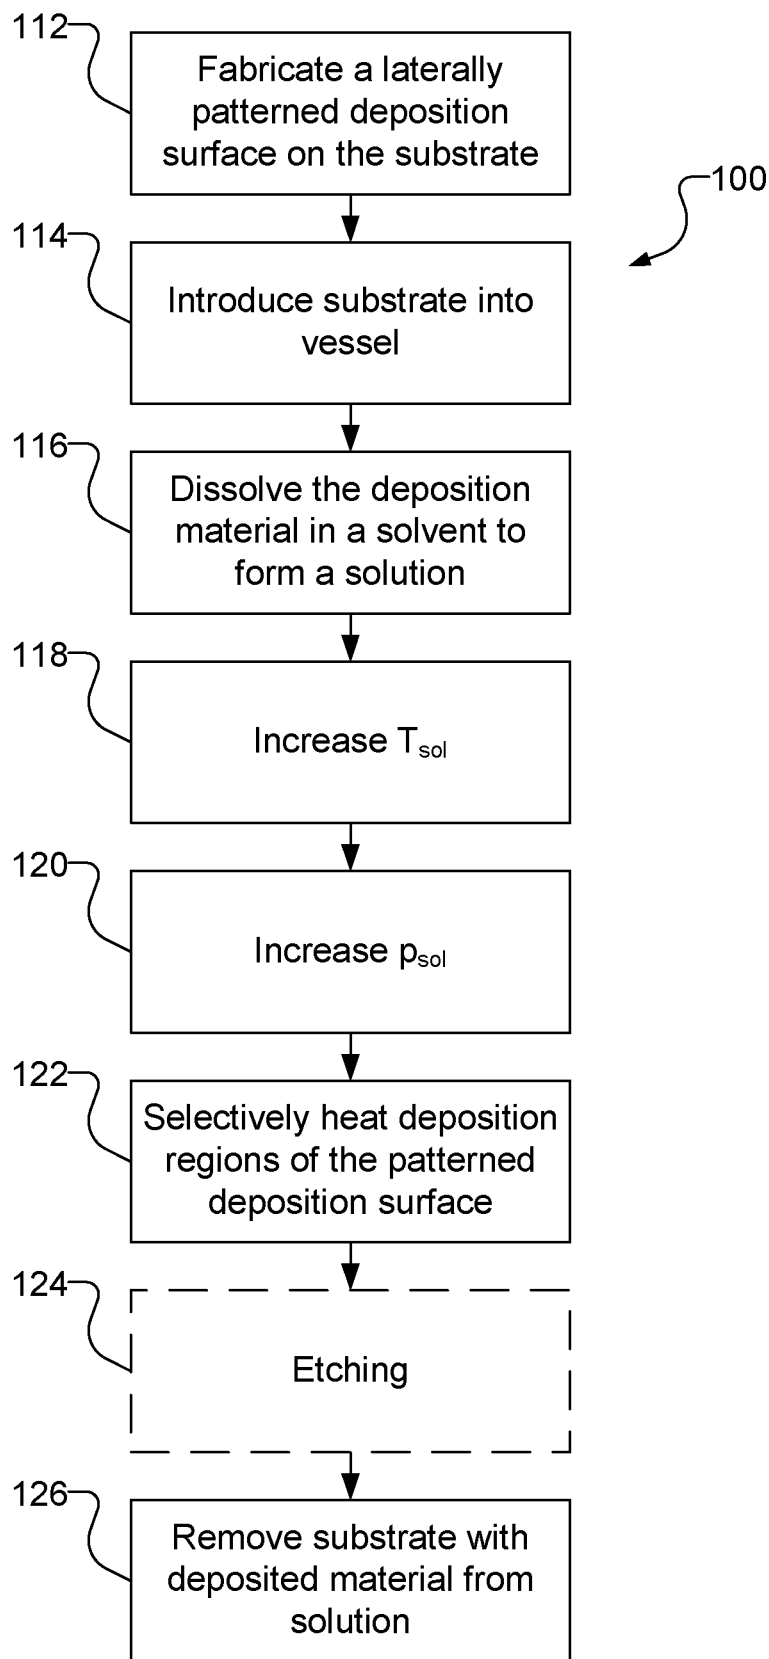 112
Fabricate a laterally
patterned deposition
surface on the substrate
100
114
Introduce substrate into
vessel
116
Dissolve the deposition
material in a solvent to
form a solution
118
Increase Tsol
120
Increase psol
122
Selectively heat deposition
regions of the patterned
deposition surface
124
Etching
126
Remove substrate with
deposited material from
solution